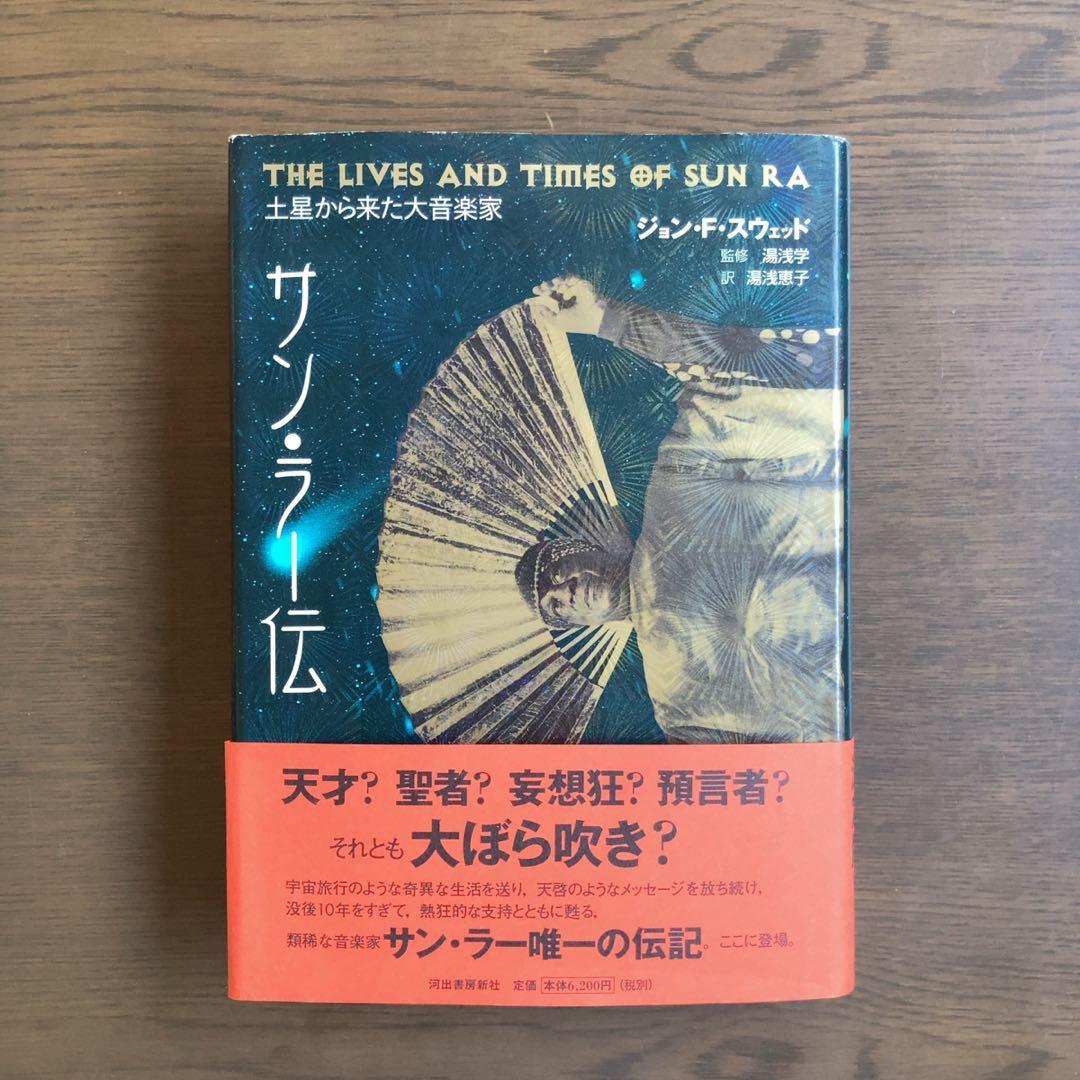 THE LIVES AND TIMES OF SUN RA
土星から来た大音楽家
ジョン・F・スウェッド
監修 湯浅学
訳 湯浅恵子
サン・ラー伝
天才? 聖者? 妄想狂? 預言者?
それとも 大ぼら吹き?
宇宙旅行のような奇異な生活を送り, 天啓のようなメッセージを放ち続け,
没後10年をすぎて, 熱狂的な支持とともに甦る,
類稀な音楽家 サン・ラー唯一の伝記。ここに登場。
河出書房新社 定価 本体6,200円 (税別)